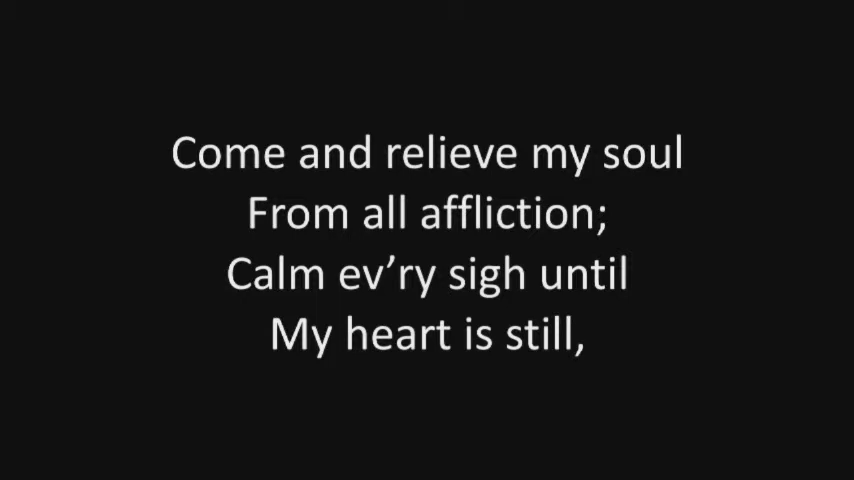 Come and relieve my soul
From all affliction;
Calm ev’ry sigh until
My heart is still,